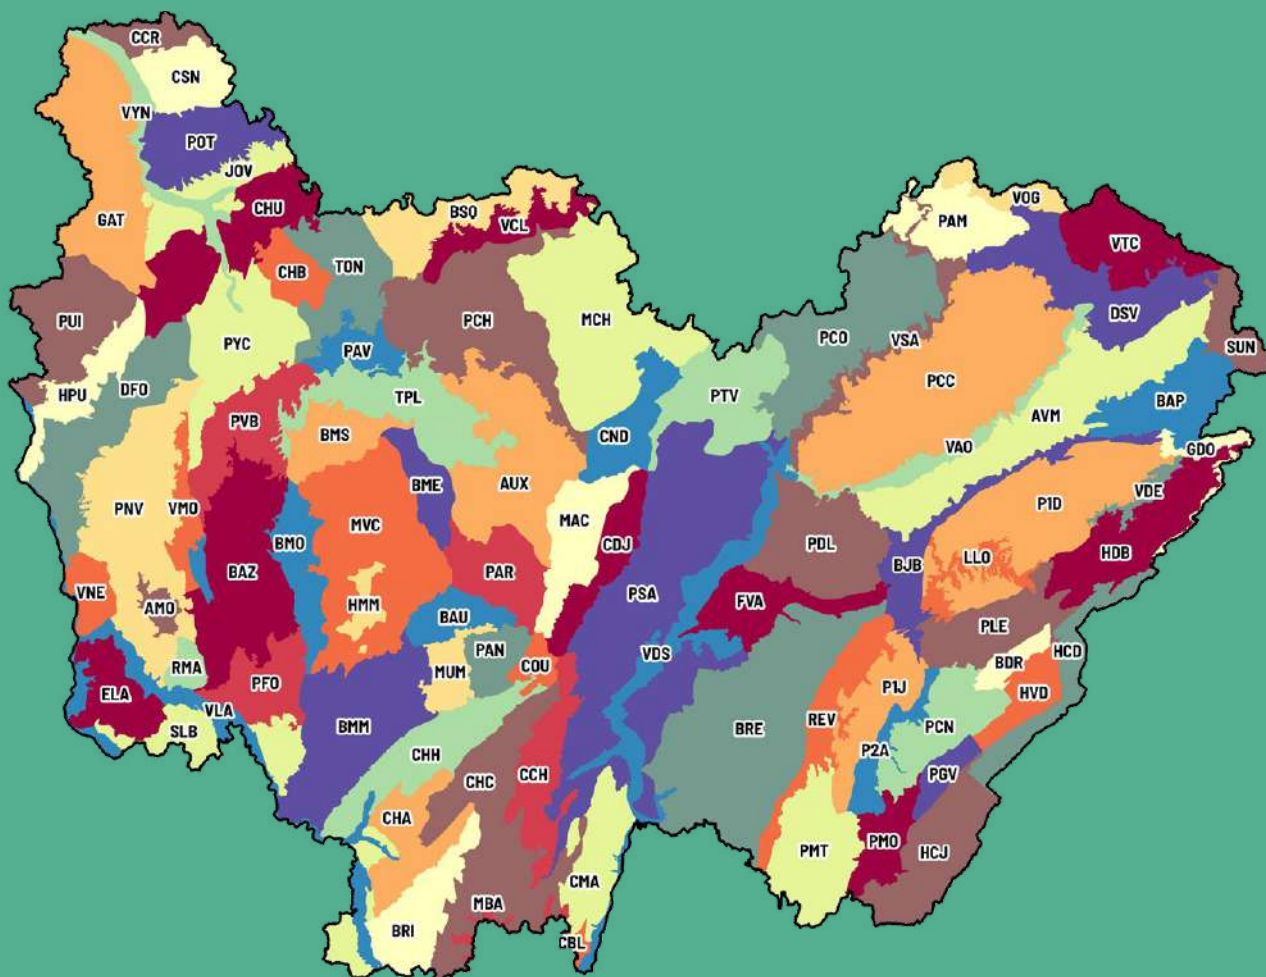 CCR
CSN
VYN
POT
JOV
GAT
CHU
BSQ
VCL
PAM
VOG
VTC
CHB
TON
PUI
PYC
PCH
MCH
PCO
VSA
DSV
SUN
PAV
HPU
DFO
TPL
PTV
PCC
BAP
PVB
BMS
CND
AVM
VAO
GDO
PNV
VMO
BME
AUX
VDE
P1D
BMO
MVC
MAC
CDJ
PDL
HDB
BAZ
PAR
LLO
BJB
VNE
AMO
HMM
PSA
FVA
BAU
PLE
RMA
PFO
MUM
PAN
COU
VDS
BDR
HCD
ELA
VLA
P1J
HVD
SLB
BMM
CHH
CHC
CCH
BRE
REV
PCN
P2A
PGV
CHA
PMT
PMO
HCJ
CMA
MBA
BRI
CBL